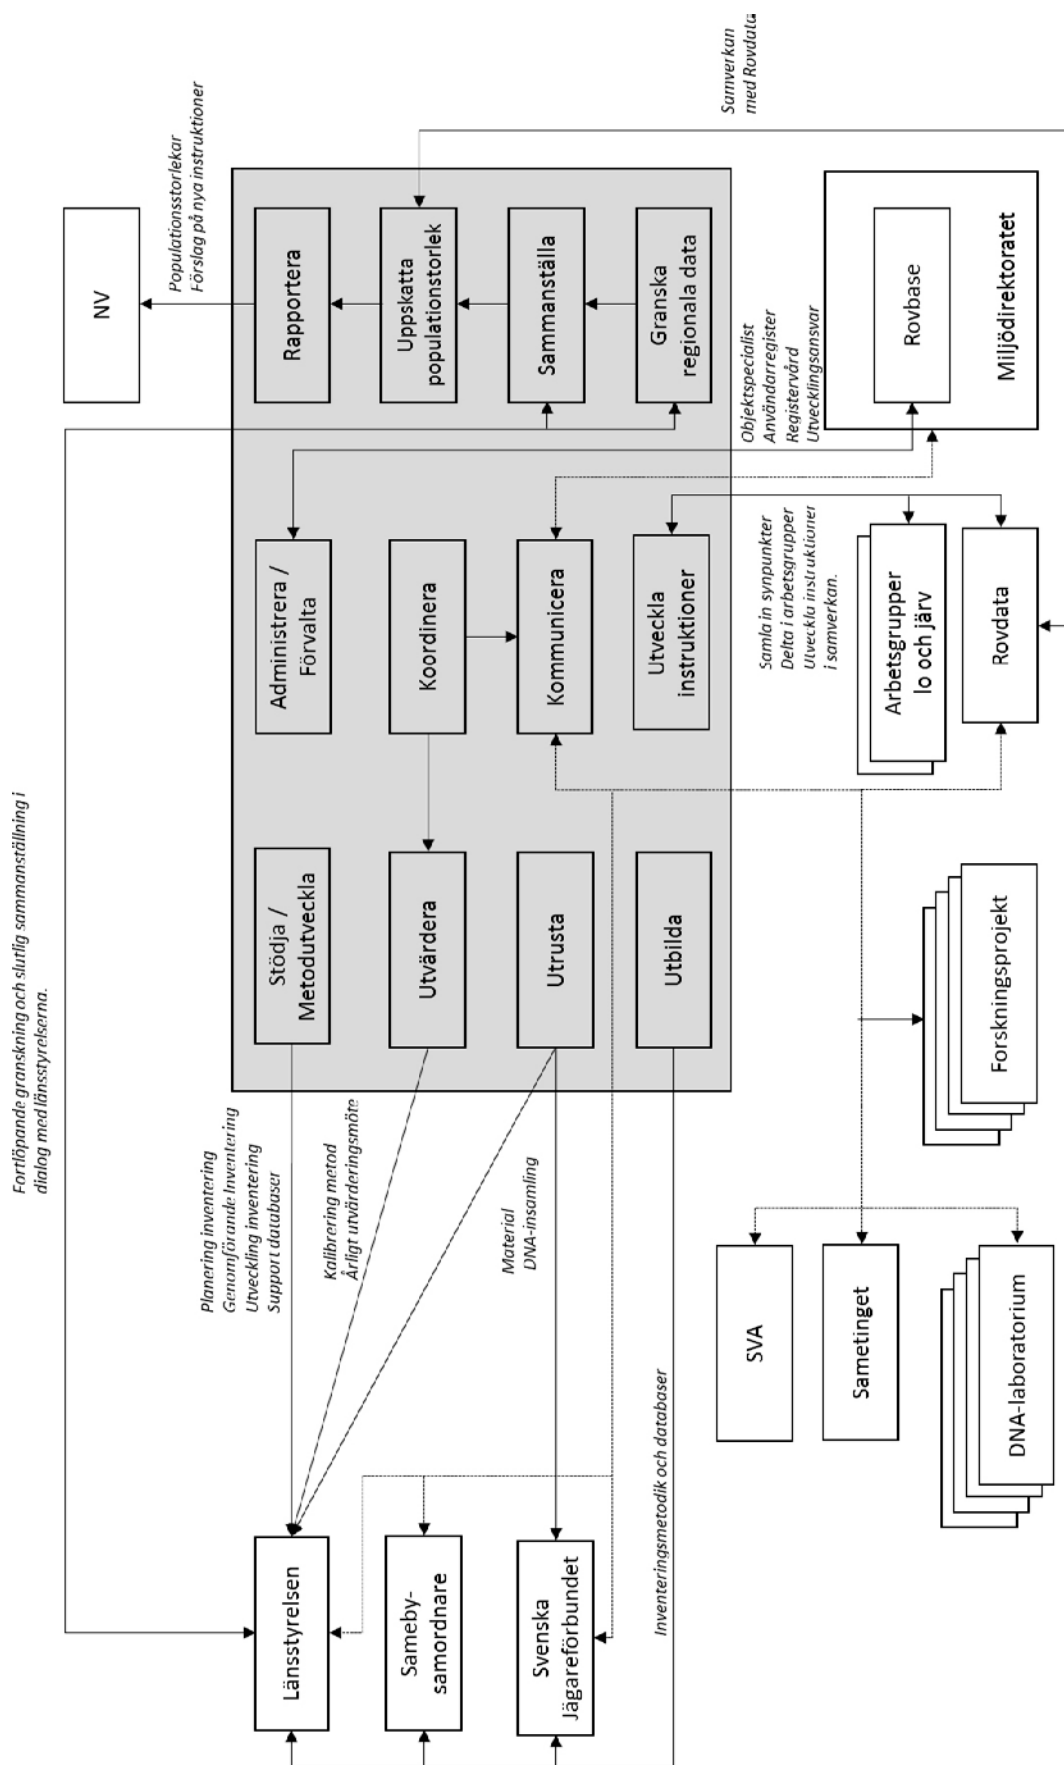 Fortlöpande granskning och slutlig sammanställning i
dialog med länsstyrelserna.
NV
Populationsstorlekar
Förslag på nya instruktioner
Länsstyrelsen
Planering inventering
Genomförande Inventering
Utveckling inventering
Support databaser
Stödja /
Metodutveckla
Administrera /
Förvalta
Rapportera
Sameby-
samordnare
Kalibrering metod
Årligt utvärderingsmöte
Utvärdera
Koordinera
Uppskatta
populationstorlek
Svenska
Jägareförbundet
Material
DNA-insamling
Utrusta
Kommunicera
Sammanställa
Inventeringsmetodik och databaser
Utbilda
Utveckla
instruktioner
Granska
regionala data
Samverkan
med Rovdata
Objektspecialist
Användarregister
Registervård
Utvecklingsansvar
Samla in synpunkter
Delta i arbetsgrupper
Utveckla instruktioner
i samverkan.
SVA
Sametinget
DNA-laboratorium
Forskningsprojekt
Arbetsgrupper
lo och järv
Rovdata
Rovbase
Miljödirektoratet